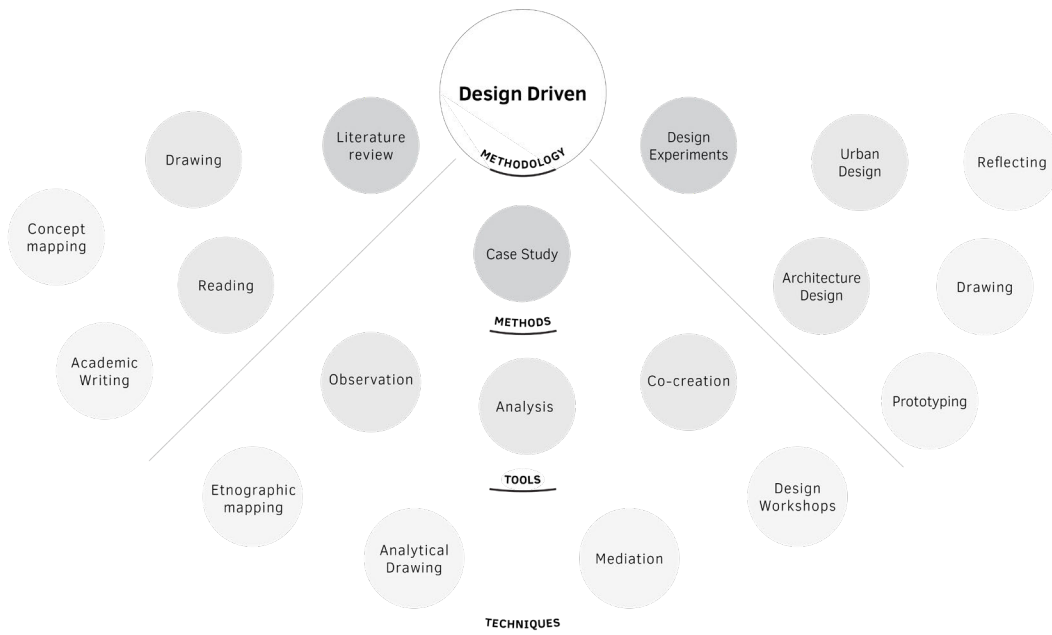 Design Driven
METHODOLOGY
Literature
review
Design
Experiments
Drawing
Urban
Design
Reflecting
Concept
mapping
Case Study
Reading
Architecture
Design
Drawing
METHODS
Academic
Writing
Observation
Analysis
Co-creation
Prototyping
TOOLS
Etnographic
mapping
Design
Workshops
Analytical
Drawing
Mediation
TECHNIQUES